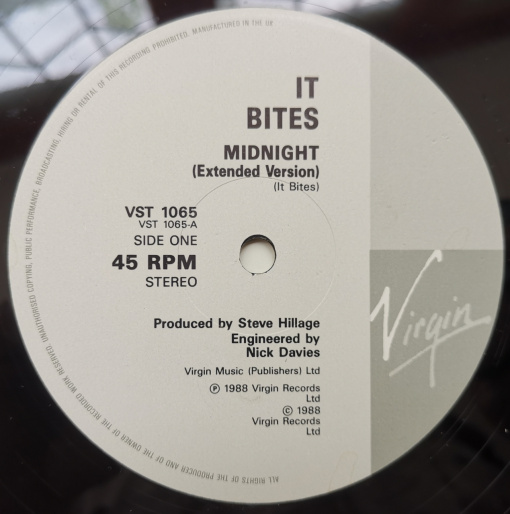 IT
BITES
MIDNIGHT
(Extended Version)
(It Bites)
VST 1065
VST 1065-A
SIDE ONE
45 RPM
STEREO
Produced by Steve Hillage
Engineered by
Nick Davies
Virgin Music (Publishers) Ltd
℗ 1988 Virgin Records
Ltd
© 1988
Virgin Records
Ltd
Virgin
ALL RIGHTS OF THE PRODUCER AND OF THE OWNER OF THE RECORDED WORK RESERVED. UNAUTHORISED COPYING, PUBLIC PERFORMANCE, BROADCASTING, HIRING OR RENTAL OF THIS RECORDING PROHIBITED. MANUFACTURED IN THE UK